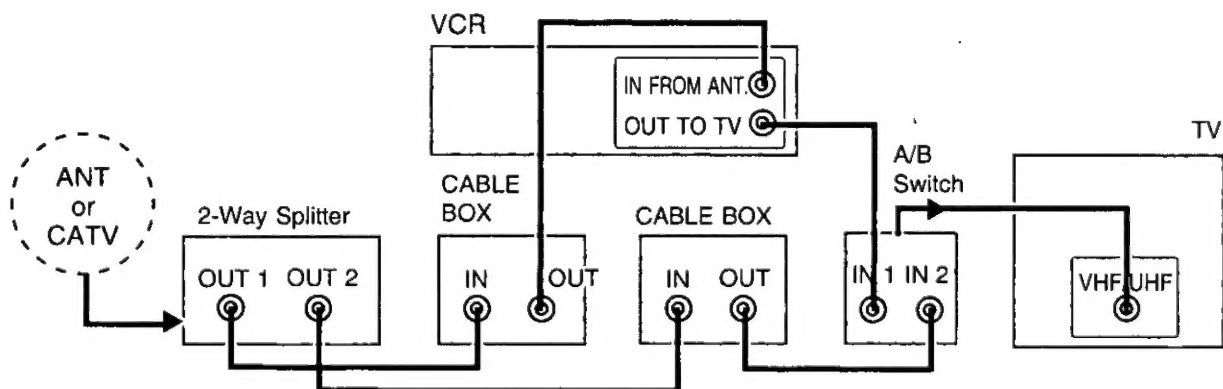 VCR
IN FROM ANT.
OUT TO TV
TV
A/B
Switch
ANT
or
CATV
2-Way Splitter
CABLE
BOX
CABLE BOX
OUT 1 OUT 2
IN OUT
IN OUT
IN 1 IN 2
VHF/UHF